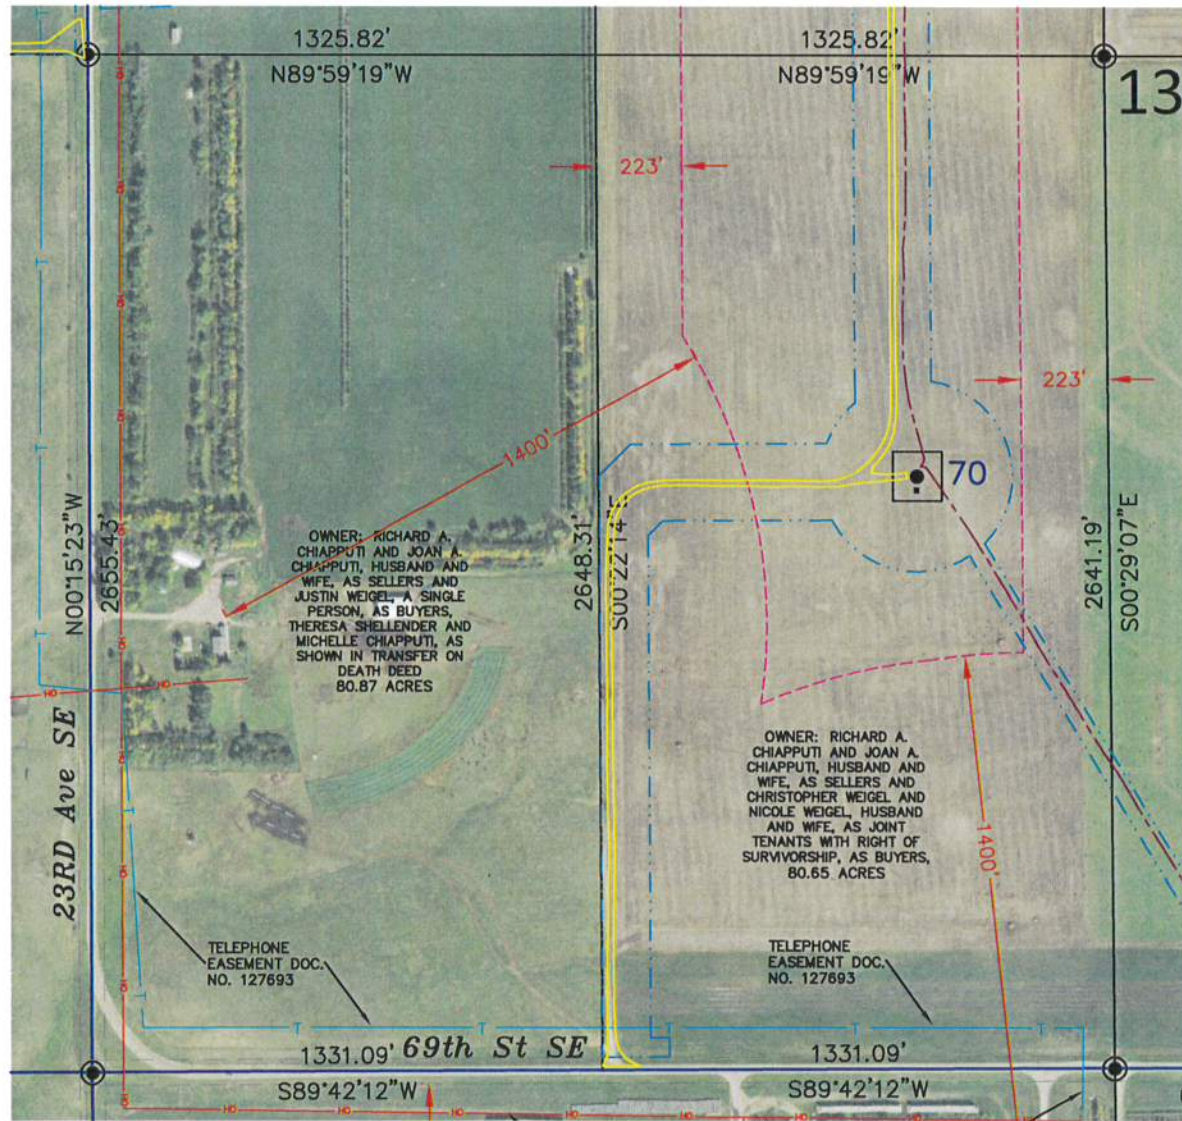 1325.82'
N89°59'19"W
1325.82'
N89°59'19"W
13
223'
223'
1400'
70
N00°15'23"W
2655.43'
OWNER: RICHARD A.
CHIAPPUTI AND JOAN A.
CHIAPPUTI, HUSBAND AND
WIFE, AS SELLERS AND
JUSTIN WEIGEL, A SINGLE
PERSON, AS BUYERS,
THERESA SHELLENDER AND
MICHELLE CHIAPPUTI, AS
SHOWN IN TRANSFER ON
DEATH DEED
80.87 ACRES
2648.31'
S00°22'14"E
2641.19'
S00°29'07"E
23RD Ave SE
OWNER: RICHARD A.
CHIAPPUTI AND JOAN A.
CHIAPPUTI, HUSBAND AND
WIFE, AS SELLERS AND
CHRISTOPHER WEIGEL AND
NICOLE WEIGEL, HUSBAND
AND WIFE, AS JOINT
TENANTS WITH RIGHT OF
SURVIVORSHIP, AS BUYERS,
80.65 ACRES
1400'
TELEPHONE
EASEMENT DOC.
NO. 127693
TELEPHONE
EASEMENT DOC.
NO. 127693
1331.09'
69th St SE
1331.09'
S89°42'12"W
S89°42'12"W